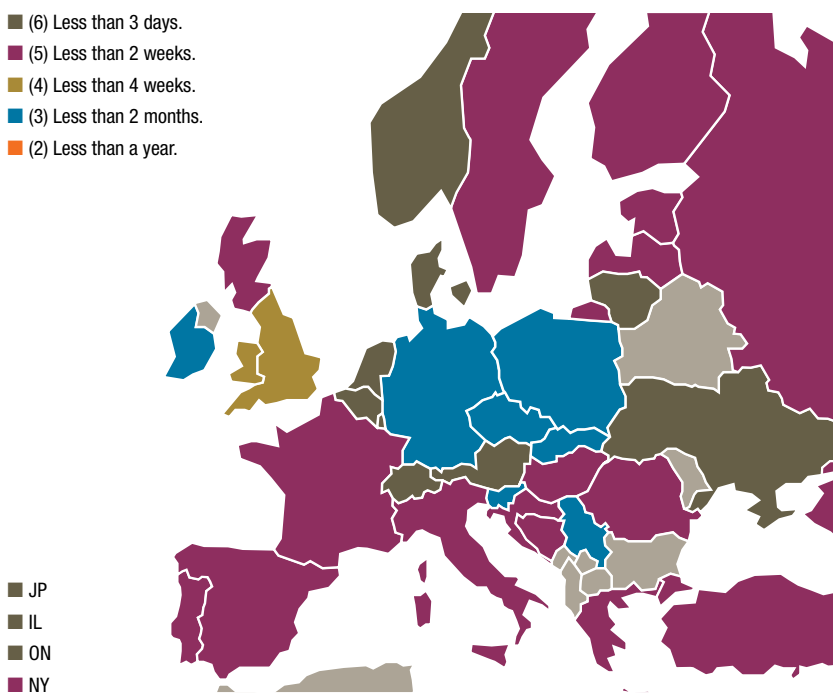 (6) Less than 3 days.
(5) Less than 2 weeks.
(4) Less than 4 weeks.
(3) Less than 2 months.
(2) Less than a year.
JP
IL
ON
NY